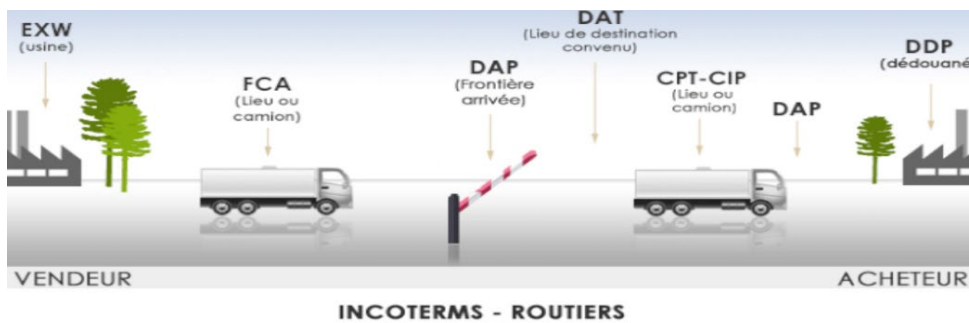 EXW
(usine)
FCA
(Lieu ou
camion)
DAP
(Frontière
arrivée)
DAT
(Lieu de destination
convenu)
CPT-CIP
(Lieu ou
camion)
DAP
DDP
(dédouané
VENDEUR
ACHETEUR
INCOTERMS - ROUTIERS